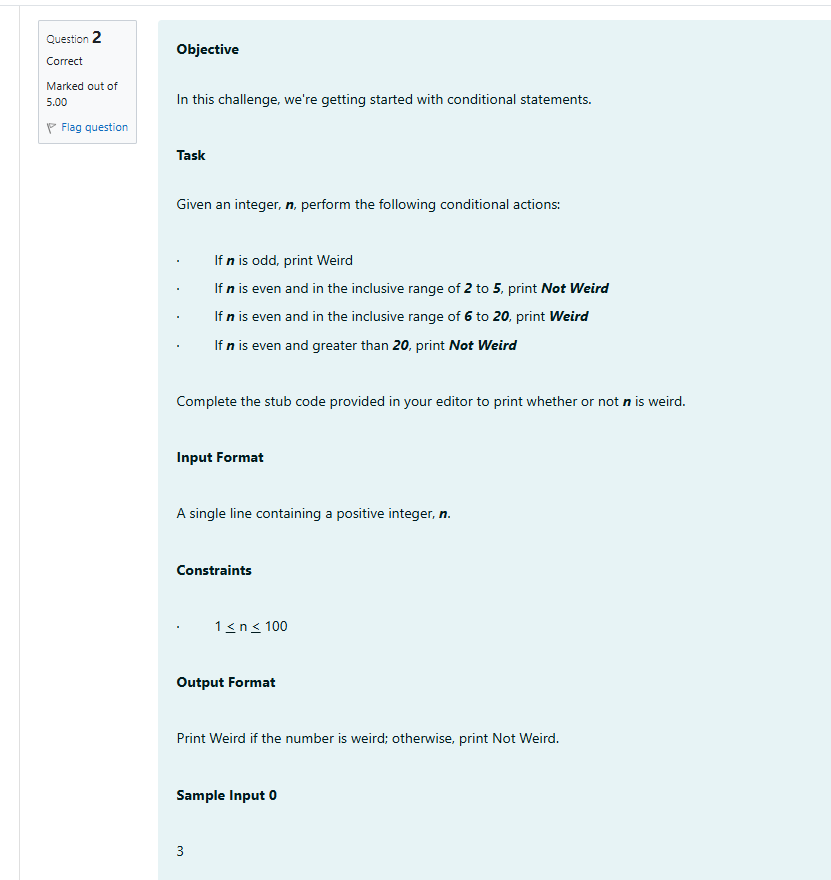 Question 2
Correct
Marked out of
5.00
Flag question
Objective
In this challenge, we're getting started with conditional statements.
Task
Given an integer, n, perform the following conditional actions:
· If n is odd, print Weird
· If n is even and in the inclusive range of 2 to 5, print Not Weird
· If n is even and in the inclusive range of 6 to 20, print Weird
· If n is even and greater than 20, print Not Weird
Complete the stub code provided in your editor to print whether or not n is weird.
Input Format
A single line containing a positive integer, n.
Constraints
· 1 < n < 100
Output Format
Print Weird if the number is weird; otherwise, print Not Weird.
Sample Input 0
3